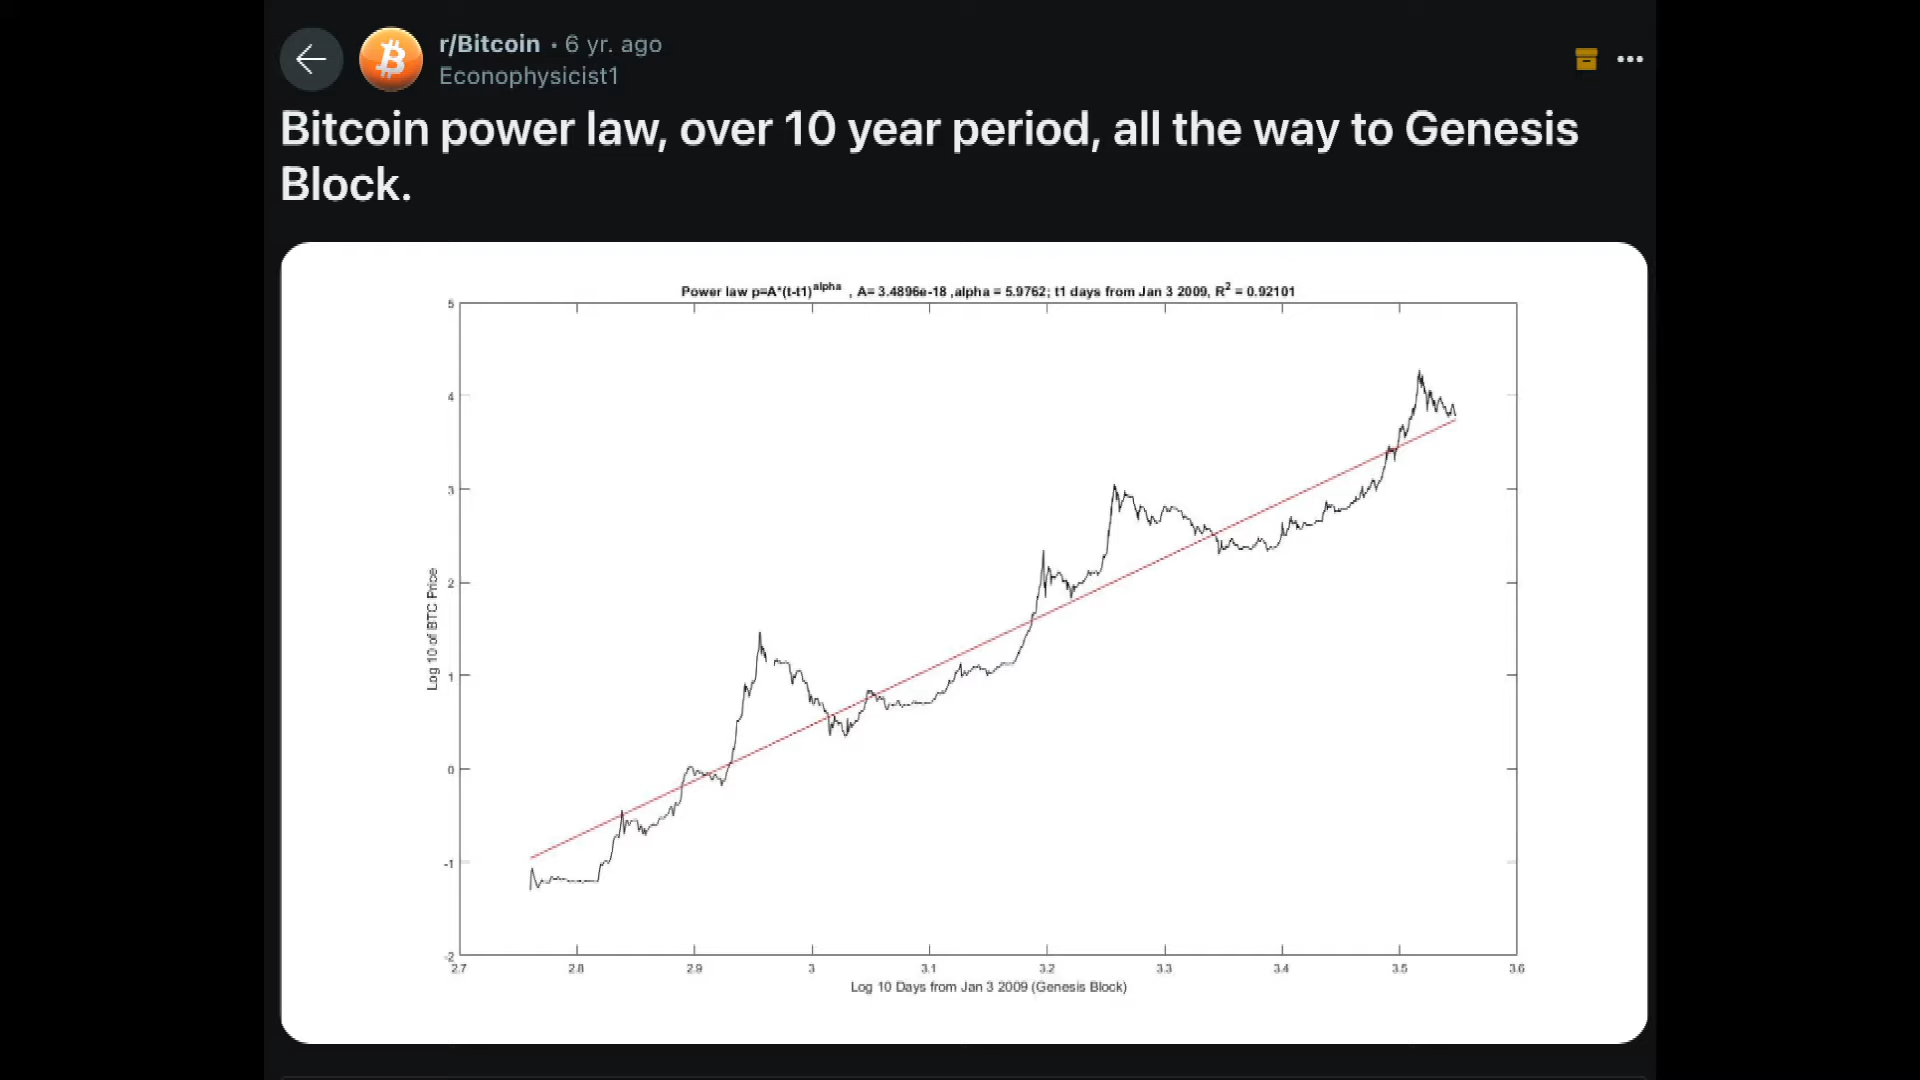 r/Bitcoin • 6 yr. ago
Econophysicist1
Bitcoin power law, over 10 year period, all the way to Genesis
Block.
Power law p=A*(t-t1)^alpha , A= 3.4896e-18 ,alpha = 5.9762; t1 days from Jan 3 2009, R^2 = 0.92101
5
4
3
2
1
0
-1
-2
Log 10 of BTC Price
2.7 2.8 2.9 3 3.1 3.2 3.3 3.4 3.5 3.6
Log 10 Days from Jan 3 2009 (Genesis Block)